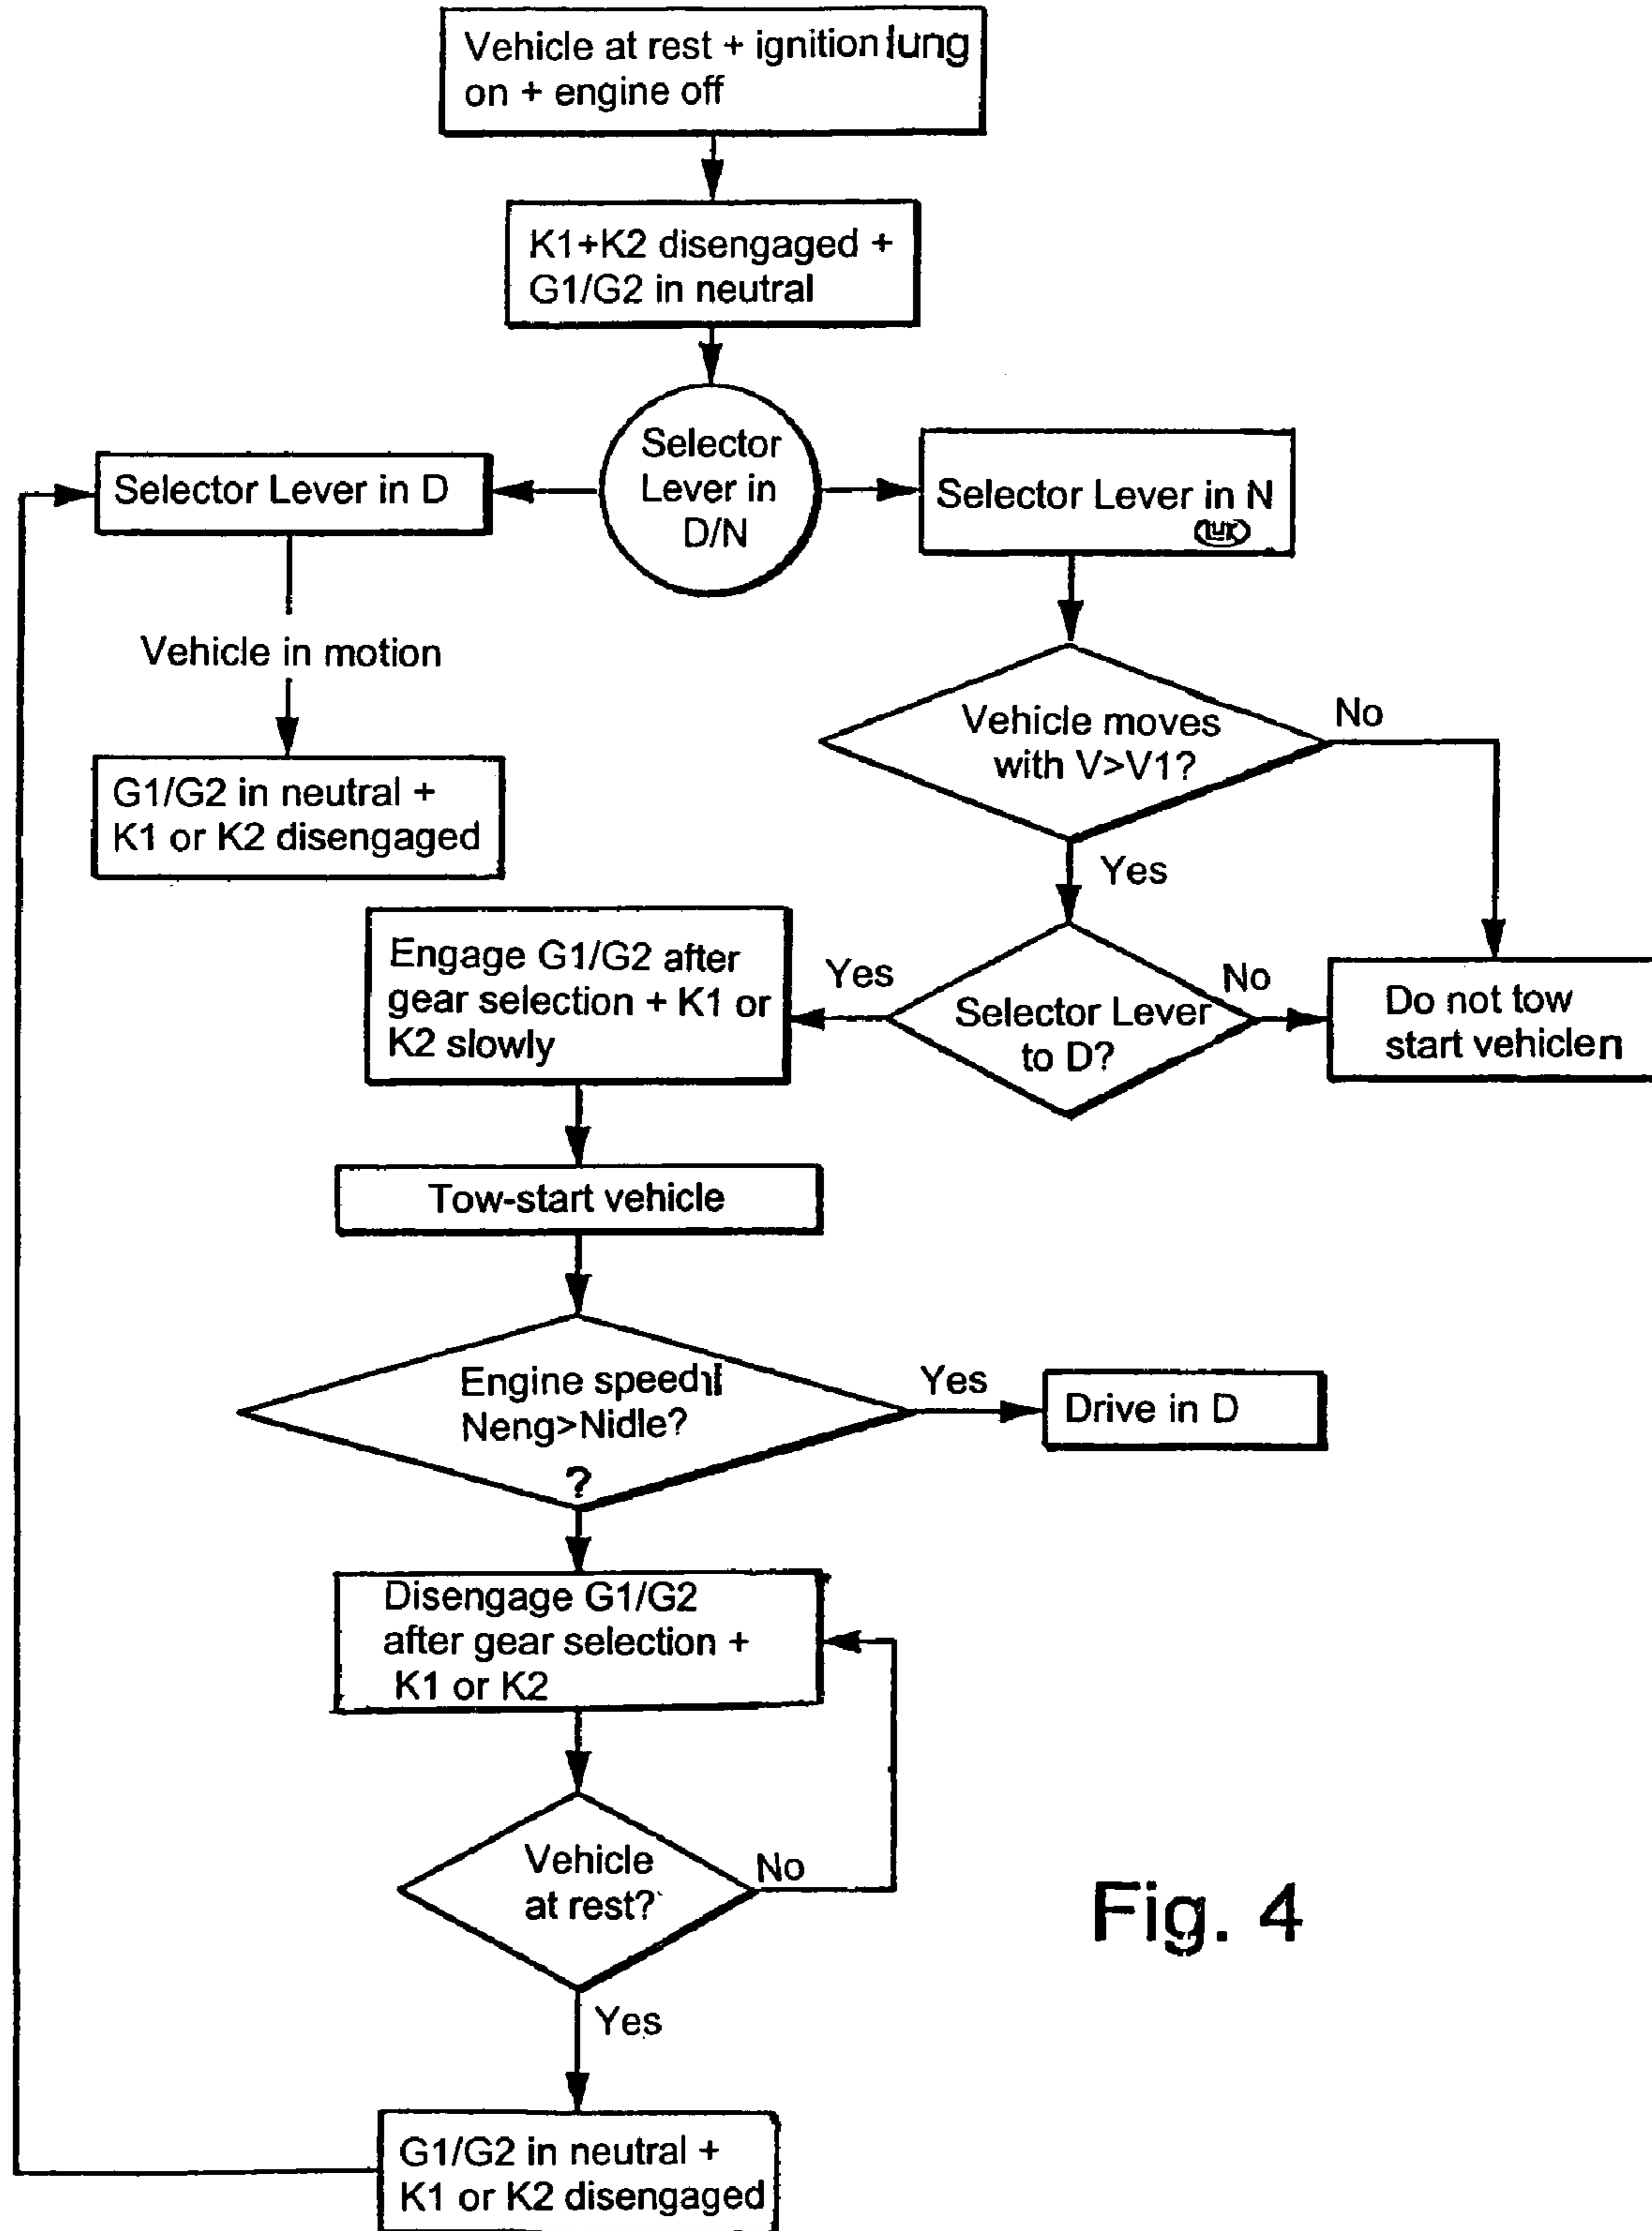 Vehicle at rest + ignition lung
on + engine off
K1+K2 disengaged +
G1/G2 in neutral
Selector
Lever in
D/N
Selector Lever in D
Selector Lever in N
LuK
Vehicle in motion
G1/G2 in neutral +
K1 or K2 disengaged
Vehicle moves
with V>V1?
No
Yes
Engage G1/G2 after
gear selection + K1 or
K2 slowly
Yes
Selector Lever
to D?
No
Do not tow
start vehiclen
Tow-start vehicle
Engine speed
Neng>Nidle?
?
Yes
Drive in D
Disengage G1/G2
after gear selection +
K1 or K2
Vehicle
at rest?
No
Yes
G1/G2 in neutral +
K1 or K2 disengaged
Fig. 4